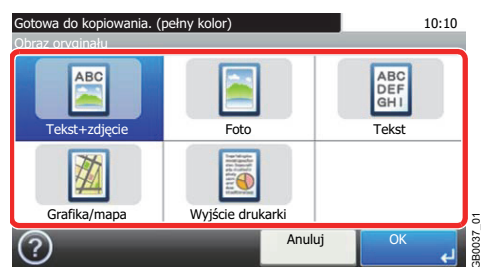 Gotowa do kopiowania. (pełny kolor) 10:10
Obraz oryginału
ABC
ABC
DEF
GHI
Tekst+zdjęcie Foto Tekst
Grafika/mapa Wyjście drukarki
? Anuluj OK
GB0037_01